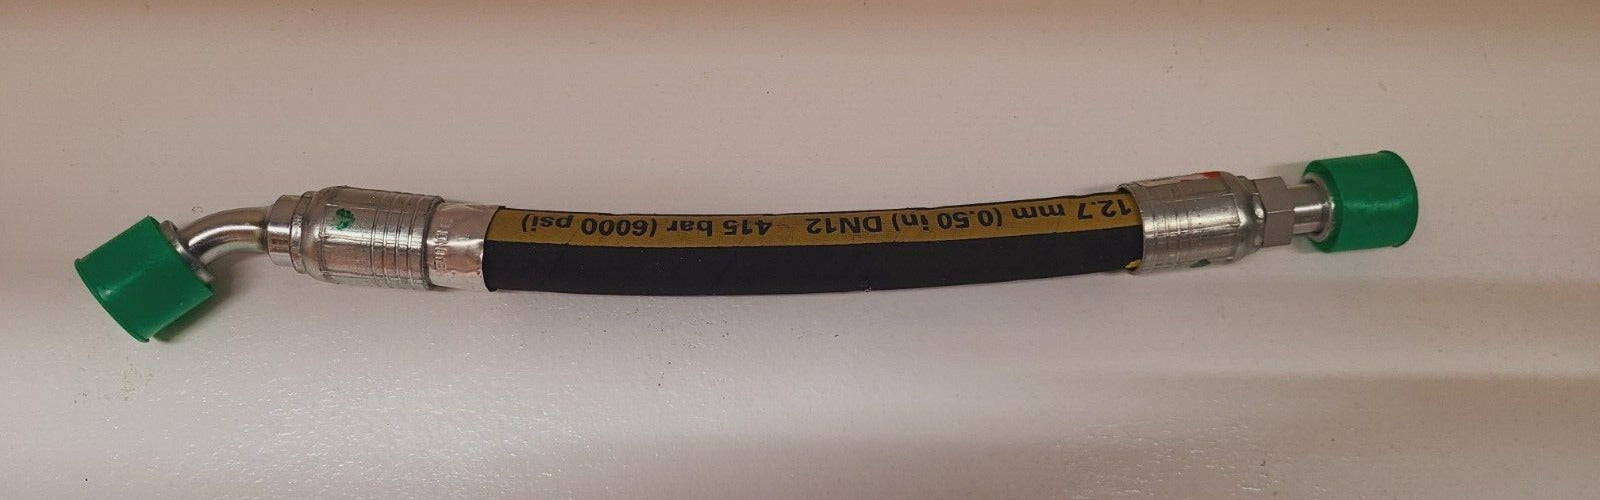 12.7 mm (0.50 in) DN12 415 bar (6000 psi)